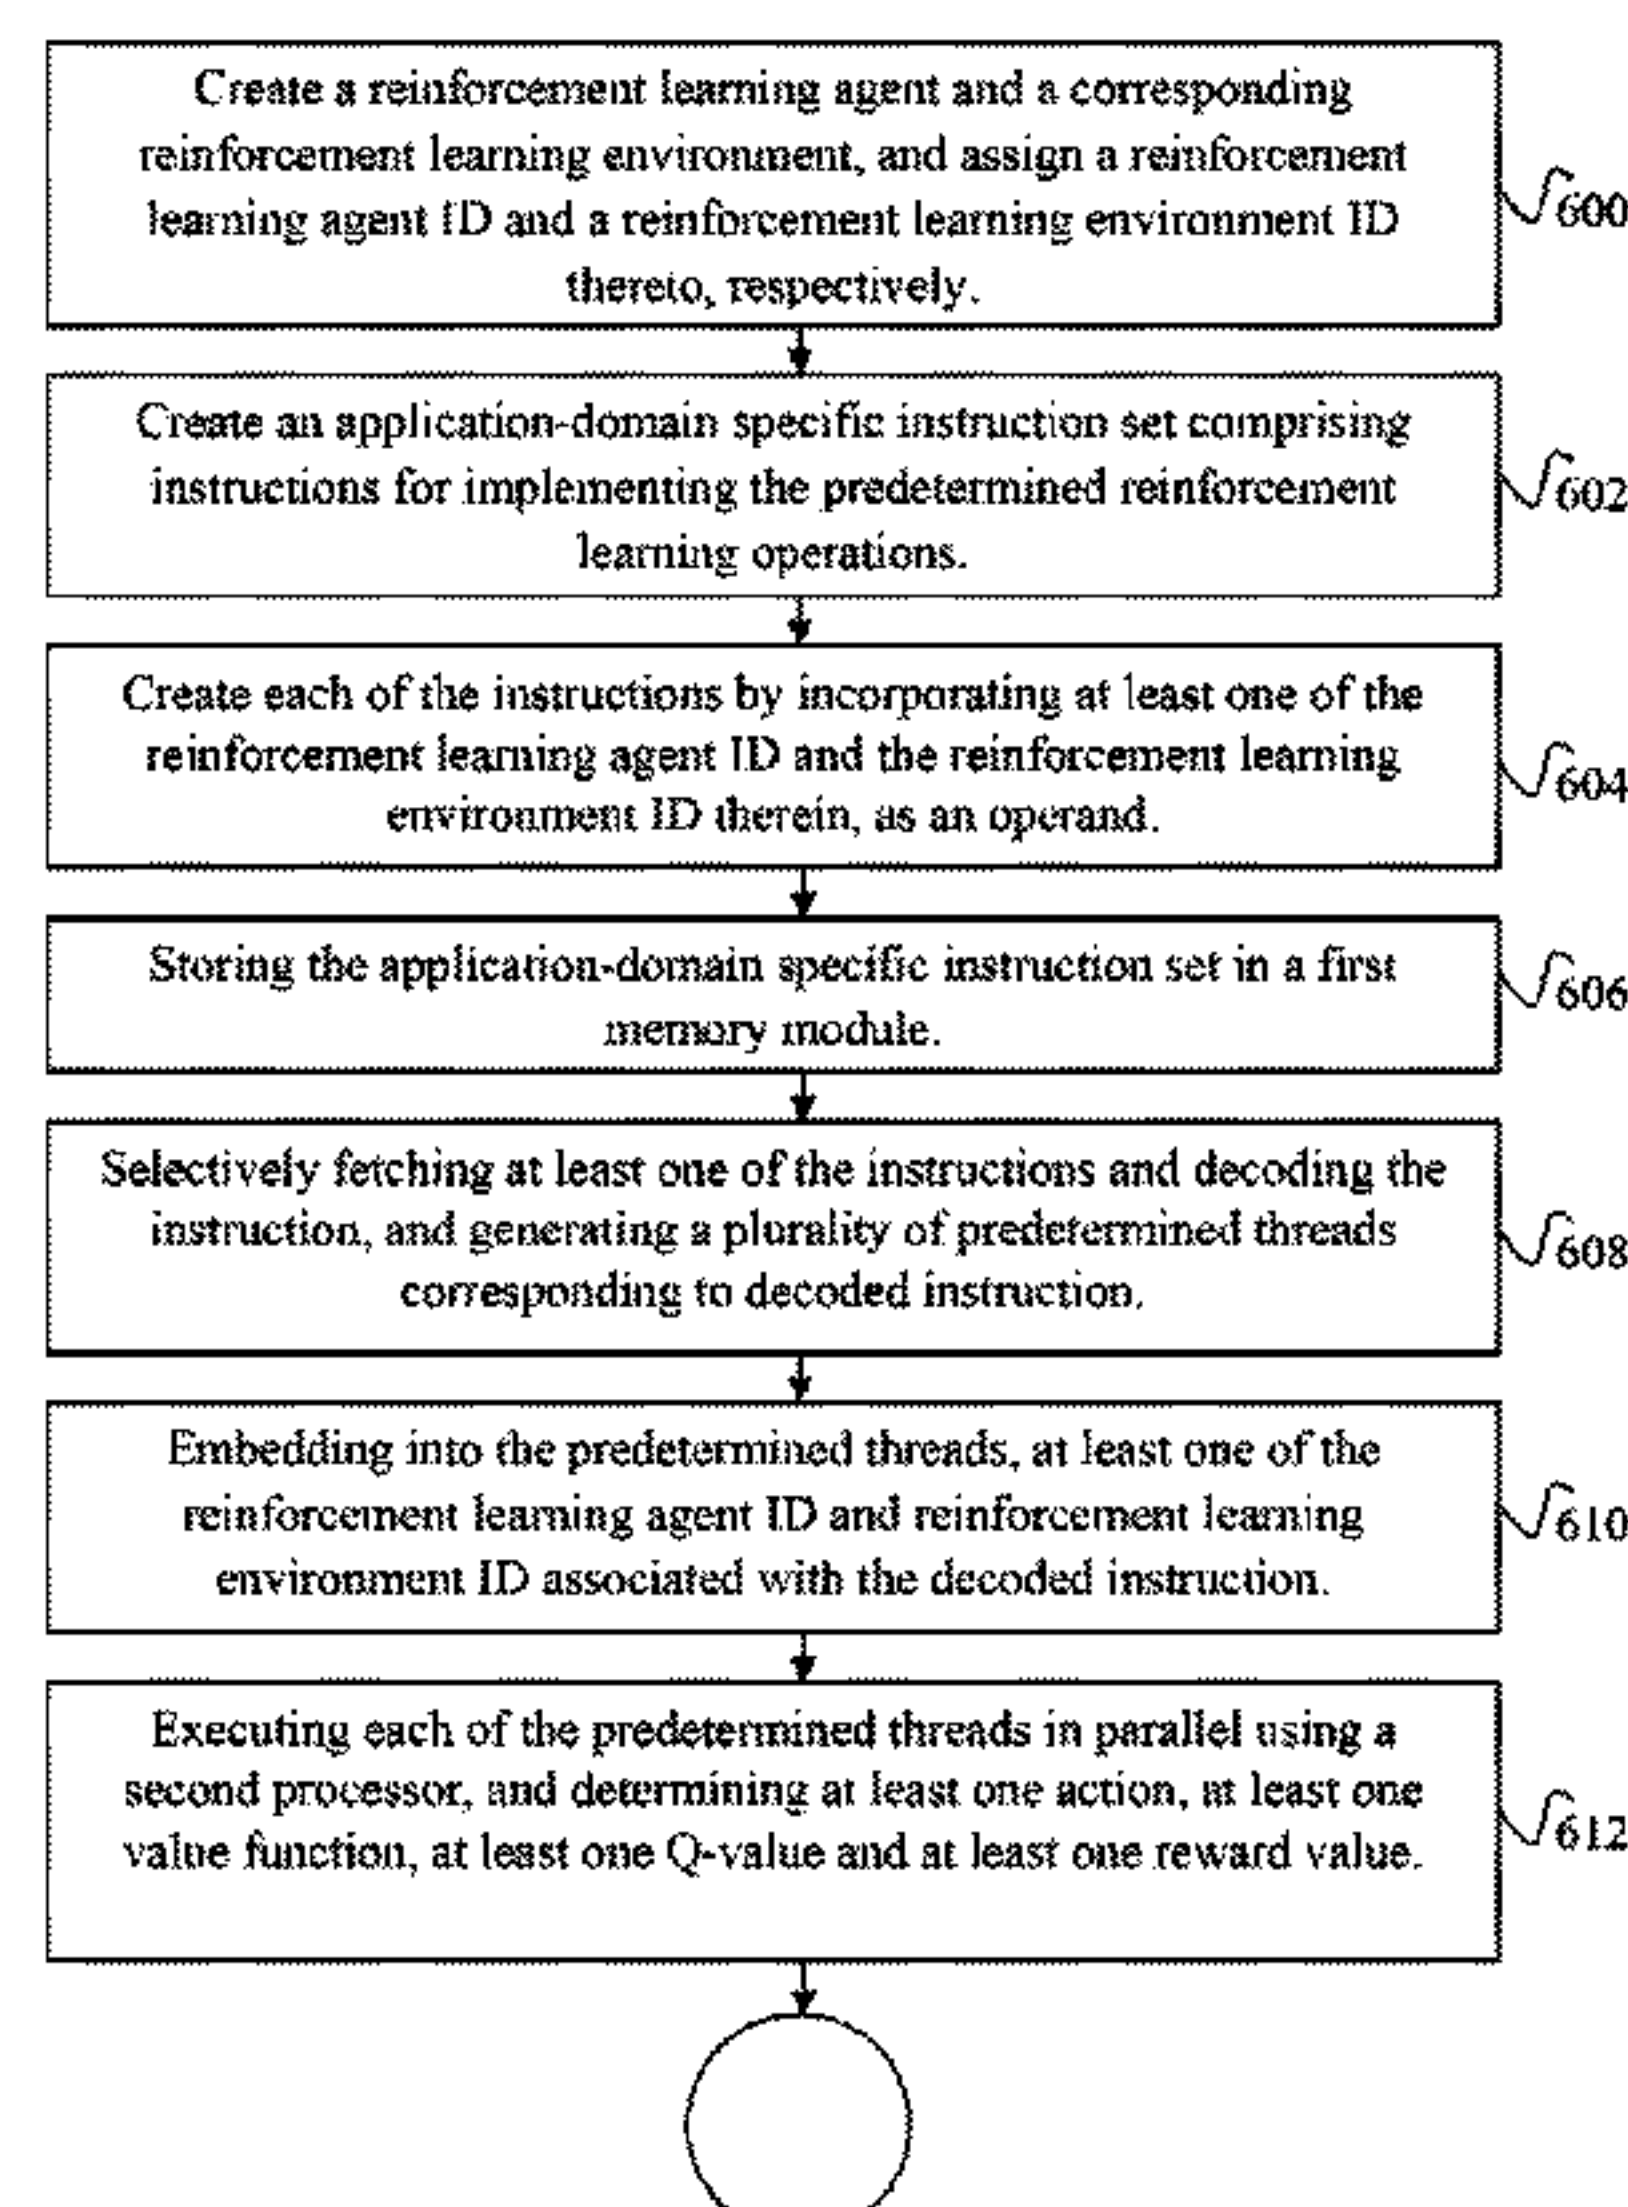 Create a reinforcement learning agent and a corresponding
reinforcement learning environment, and assign a reinforcement
learning agent ID and a reinforcement learning environment ID
thereto, respectively.
600
Create an application-domain specific instruction set comprising
instructions for implementing the predetermined reinforcement
learning operations.
602
Create each of the instructions by incorporating at least one of the
reinforcement learning agent ID and the reinforcement learning
environment ID therein, as an operand.
604
Storing the application-domain specific instruction set in a first
memory module.
606
Selectively fetching at least one of the instructions and decoding the
instruction, and generating a plurality of predetermined threads
corresponding to decoded instruction.
608
Embedding into the predetermined threads, at least one of the
reinforcement learning agent ID and reinforcement learning
environment ID associated with the decoded instruction.
610
Executing each of the predetermined threads in parallel using a
second processor, and determining at least one action, at least one
value function, at least one Q-value and at least one reward value.
612